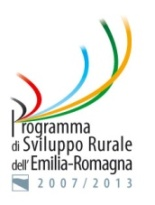 Programma
di Sviluppo Rurale
dell'Emilia-Romagna
2007/2013